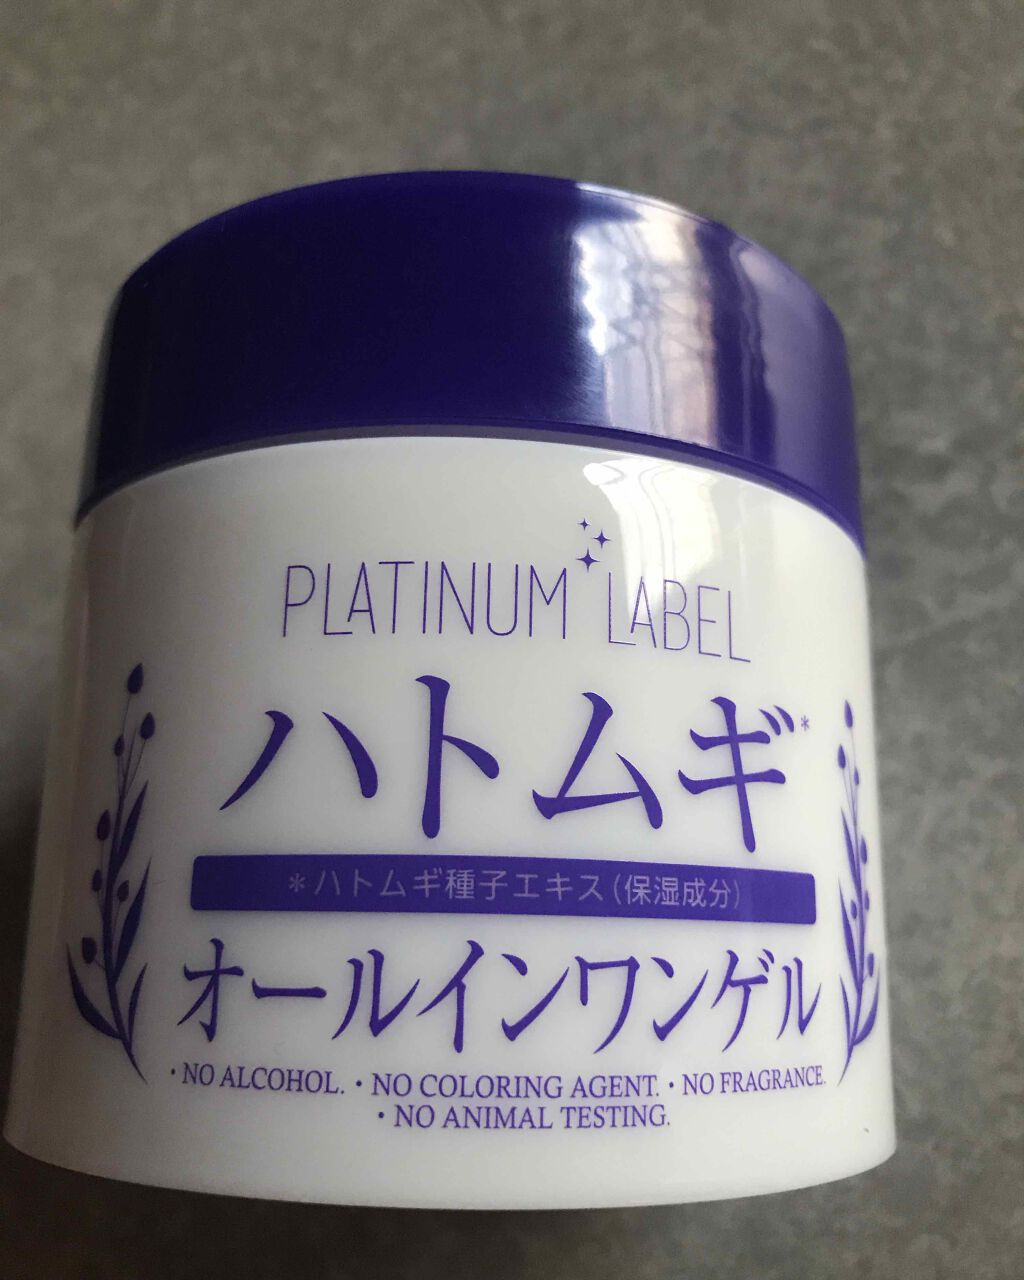 PLATINUM LABEL
ハトムギ*
*ハトムギ種子エキス(保湿成分)
オールインワンゲル
・NO ALCOHOL. ・NO COLORING AGENT. ・NO FRAGRANCE.
・NO ANIMAL TESTING.